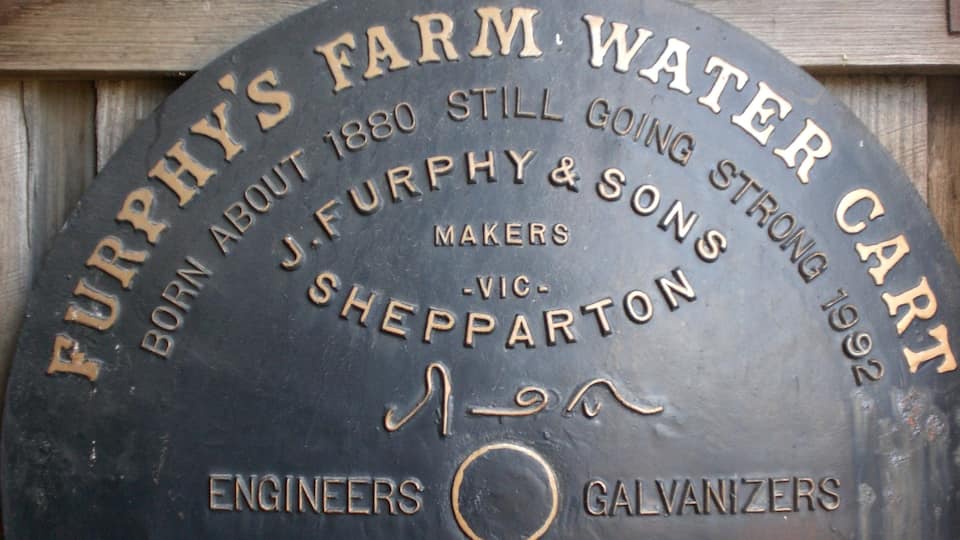 FURPHY'S FARM WATER CART
BORN ABOUT 1880 STILL GOING STRONG 1992
J. FURPHY & SONS
MAKERS
-VIC-
SHEPPARTON
ENGINEERS GALVANIZERS